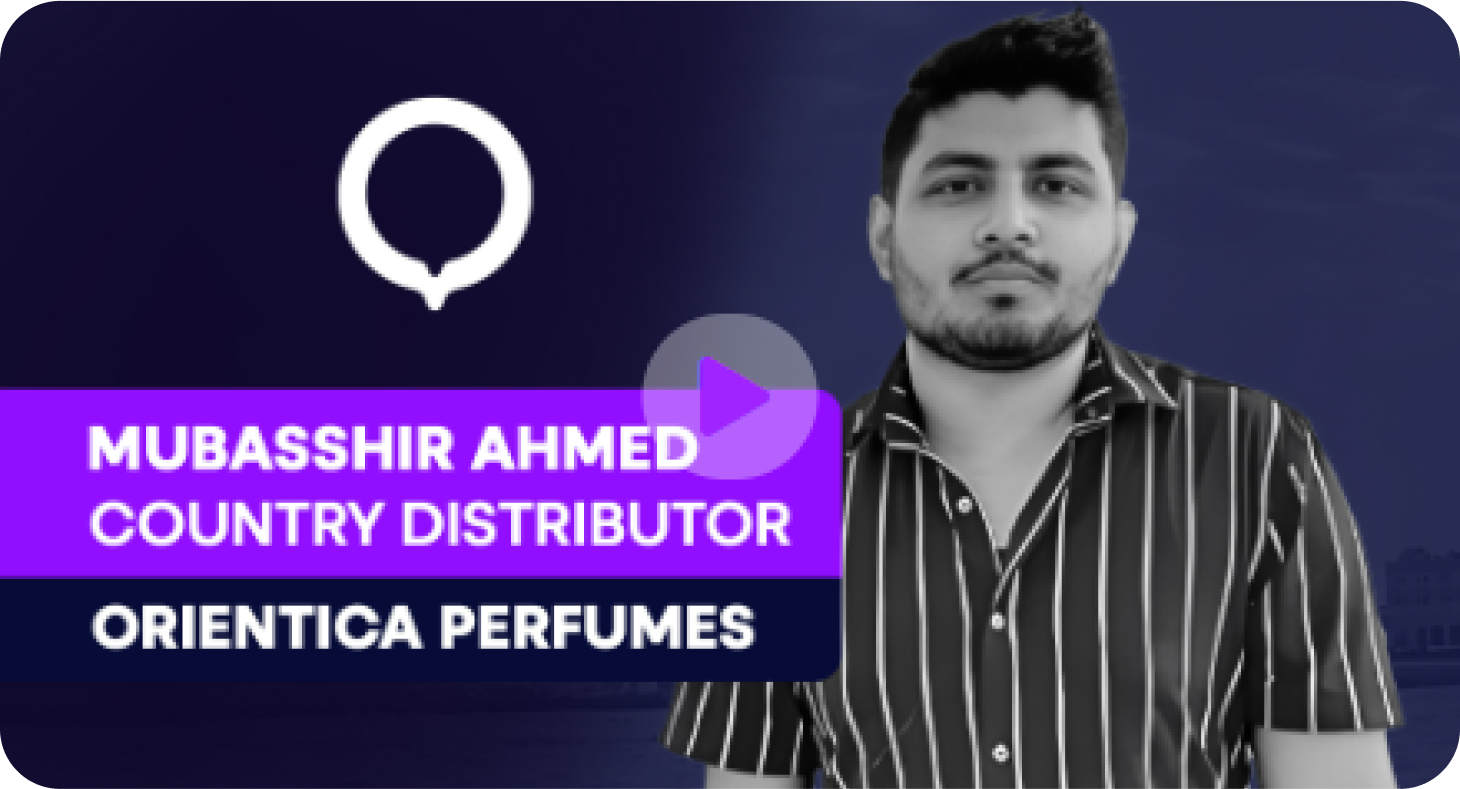 MUBASSHIR AHMED
COUNTRY DISTRIBUTOR
ORIENTICA PERFUMES